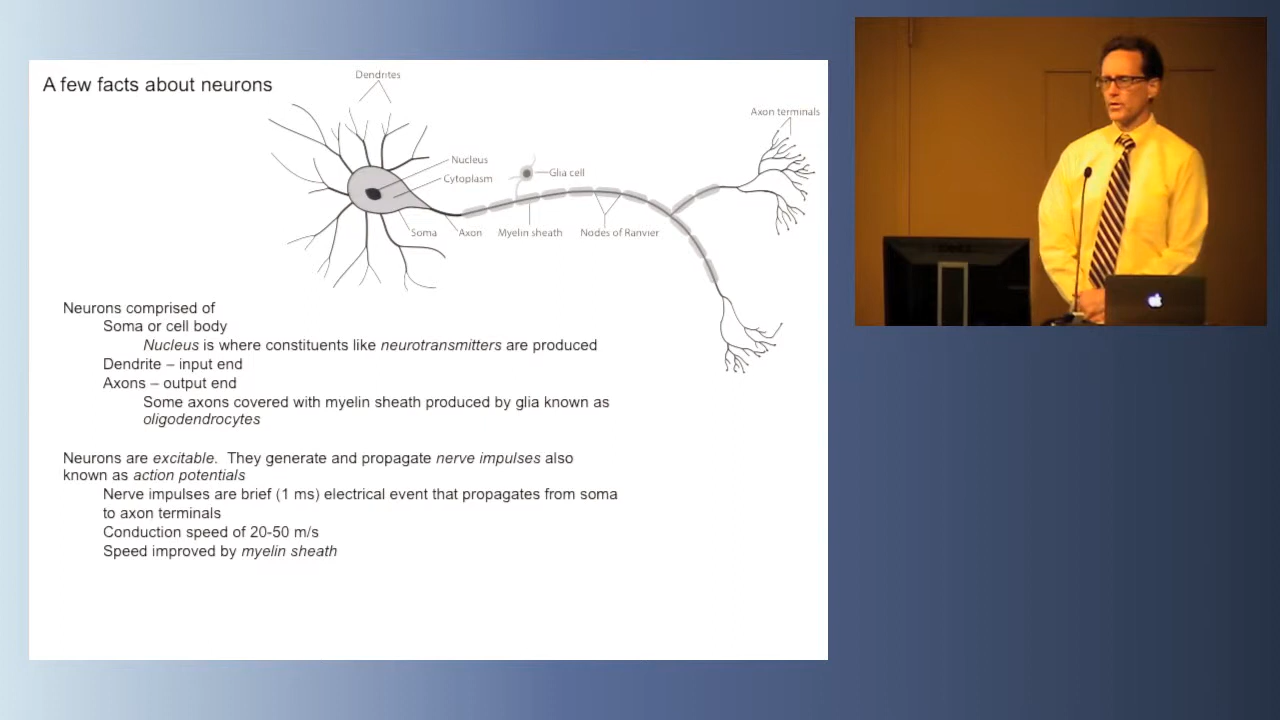 A few facts about neurons
Dendrites
Axon terminals
Nucleus
Glia cell
Cytoplasm
Soma
Axon
Myelin sheath
Nodes of Ranvier
Neurons comprised of
Soma or cell body
Nucleus is where constituents like neurotransmitters are produced
Dendrite – input end
Axons – output end
Some axons covered with myelin sheath produced by glia known as
oligodendrocytes
Neurons are excitable. They generate and propagate nerve impulses also
known as action potentials
Nerve impulses are brief (1 ms) electrical event that propagates from soma
to axon terminals
Conduction speed of 20-50 m/s
Speed improved by myelin sheath